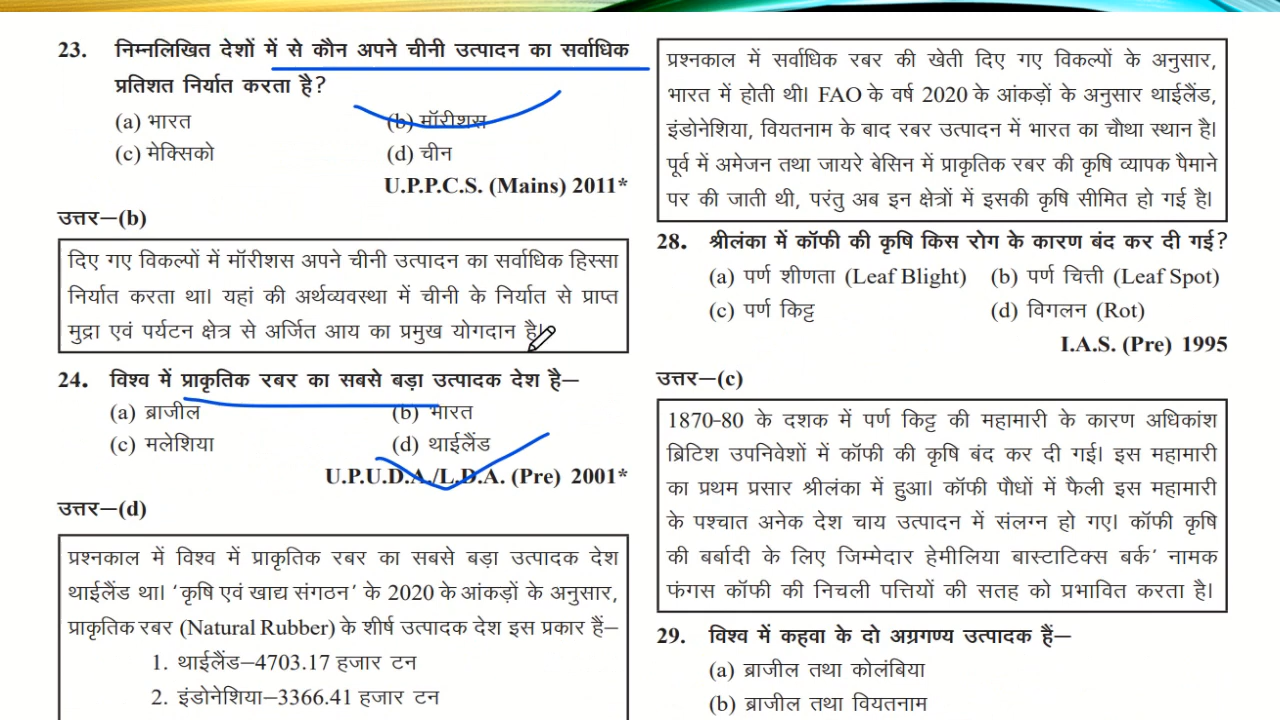 23. निम्नलिखित देशों में से कौन अपने चीनी उत्पादन का सर्वाधिक
प्रतिशत निर्यात करता है?
(a) भारत (b) मॉरीशस
(c) मेक्सिको (d) चीन
U.P.P.C.S. (Mains) 2011*
उत्तर–(b)
दिए गए विकल्पों में मॉरीशस अपने चीनी उत्पादन का सर्वाधिक हिस्सा
निर्यात करता था। यहां की अर्थव्यवस्था में चीनी के निर्यात से प्राप्त
मुद्रा एवं पर्यटन क्षेत्र से अर्जित आय का प्रमुख योगदान है।
24. विश्व में प्राकृतिक रबर का सबसे बड़ा उत्पादक देश है–
(a) ब्राजील (b) भारत
(c) मलेशिया (d) थाईलैंड
U.P.U.D.A./L.D.A. (Pre) 2001*
उत्तर–(d)
प्रश्नकाल में विश्व में प्राकृतिक रबर का सबसे बड़ा उत्पादक देश
थाईलैंड था। 'कृषि एवं खाद्य संगठन' के 2020 के आंकड़ों के अनुसार,
प्राकृतिक रबर (Natural Rubber) के शीर्ष उत्पादक देश इस प्रकार हैं–
1. थाईलैंड–4703.17 हजार टन
2. इंडोनेशिया–3366.41 हजार टन
प्रश्नकाल में सर्वाधिक रबर की खेती दिए गए विकल्पों के अनुसार,
भारत में होती थी। FAO के वर्ष 2020 के आंकड़ों के अनुसार थाईलैंड,
इंडोनेशिया, वियतनाम के बाद रबर उत्पादन में भारत का चौथा स्थान है।
पूर्व में अमेजन तथा जायरे बेसिन में प्राकृतिक रबर की कृषि व्यापक पैमाने
पर की जाती थी, परंतु अब इन क्षेत्रों में इसकी कृषि सीमित हो गई है।
28. श्रीलंका में कॉफी की कृषि किस रोग के कारण बंद कर दी गई?
(a) पर्ण शीणता (Leaf Blight) (b) पर्ण चित्ती (Leaf Spot)
(c) पर्ण किट्ट (d) विगलन (Rot)
I.A.S. (Pre) 1995
उत्तर–(c)
1870-80 के दशक में पर्ण किट्ट की महामारी के कारण अधिकांश
ब्रिटिश उपनिवेशों में कॉफी की कृषि बंद कर दी गई। इस महामारी
का प्रथम प्रसार श्रीलंका में हुआ। कॉफी पौधों में फैली इस महामारी
के पश्चात अनेक देश चाय उत्पादन में संलग्न हो गए। कॉफी कृषि
की बर्बादी के लिए जिम्मेदार हेमीलिया बास्टाटिक्स बर्क' नामक
फंगस कॉफी की निचली पत्तियों की सतह को प्रभावित करता है।
29. विश्व में कहवा के दो अग्रगण्य उत्पादक हैं–
(a) ब्राजील तथा कोलंबिया
(b) ब्राजील तथा वियतनाम